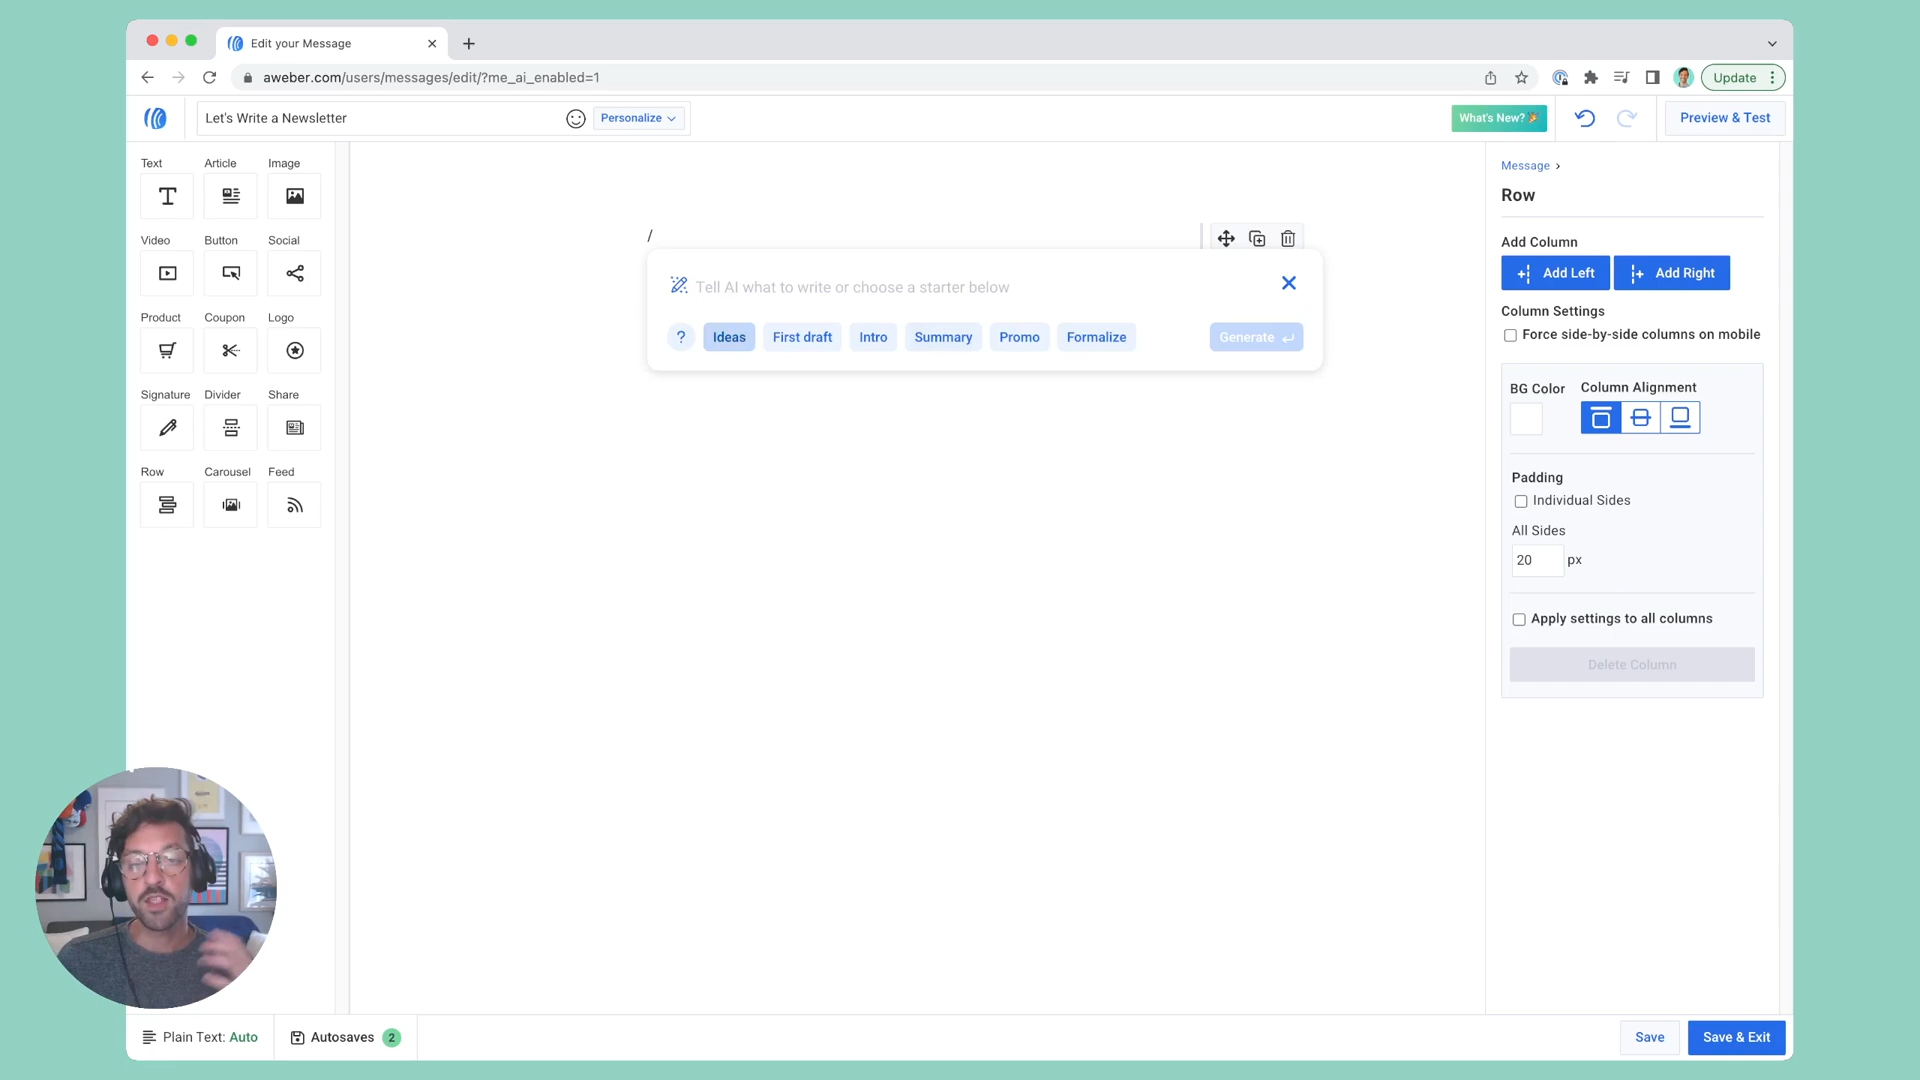 Edit your Message
aweber.com/users/messages/edit/?me_ai_enabled=1
Update
Let's Write a Newsletter
Personalize
What's New?
Preview & Test
Text Article Image
Video Button Social
Product Coupon Logo
Signature Divider Share
Row Carousel Feed
/
Tell AI what to write or choose a starter below
? Ideas First draft Intro Summary Promo Formalize Generate
Message ›
Row
Add Column
Add Left Add Right
Column Settings
Force side-by-side columns on mobile
BG Color Column Alignment
Padding
Individual Sides
All Sides
20 px
Apply settings to all columns
Delete Column
Plain Text: Auto
Autosaves 2
Save
Save & Exit